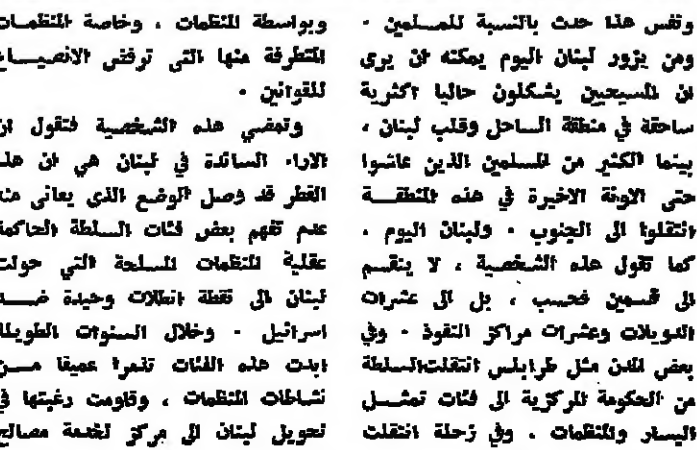 ونفس هذا حدث بالنسبة للمسلمين .
ومن يزور لبنان اليوم يمكنه ان يرى
ان المسيحيين يشكلون حاليا اكثرية
ساحقة في منطقة الساحل وقلب لبنان ،
بينما الكثير من المسلمين الذين عاشوا
حتى الاونة الاخيرة في هذه المنطقة
انتقلوا الى الجنوب . ولبنان اليوم .
كما تقول هذه الشخصية ، لا ينقسم
الى قسمين فحسب ، بل الى عشرات
الدويلات وعشرات مراكز النفوذ . وفي
بعض المدن مثل طرابلس انتقلت السلطة
من الحكومة المركزية الى فئات تمثل
اليسار والمنظمات . وفي زحلة انتقلت
وبواسطة المنظمات ، وخاصة المنظمات
المتطرفة منها التى ترفض الانصياع
للقوانين .
وتمضي هذه الشخصية فتقول ان
الاراء السائدة في لبنان هي ان هذا
القطر قد وصل الوضع الذى يعانى منه
عدم تفهم بعض فئات السلطة الحاكمة
عقلية المنظمات المسلحة التي حولت
لبنان الى نقطة انطلاق وحيدة ضد
اسرائيل . وخلال السنوات الطويلة
ابدت هذه الفئات تذمرا عميقا من
نشاطات المنظمات ، وقاومت رغبتها في
تحويل لبنان الى مركز لخدمة مصالح